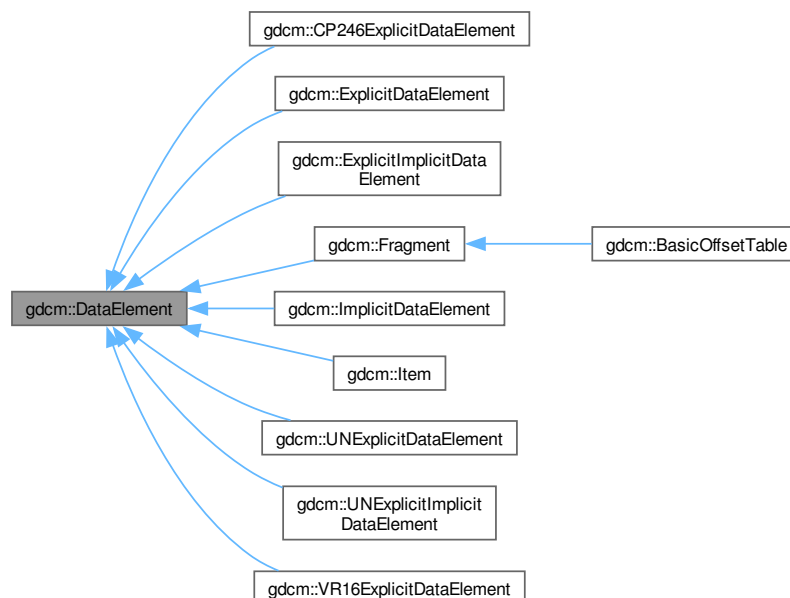 gdcm::CP246ExplicitDataElement
gdcm::ExplicitDataElement
gdcm::ExplicitImplicitData
Element
gdcm::Fragment
gdcm::BasicOffsetTable
gdcm::DataElement
gdcm::ImplicitDataElement
gdcm::Item
gdcm::UNExplicitDataElement
gdcm::UNExplicitImplicit
DataElement
gdcm::VR16ExplicitDataElement